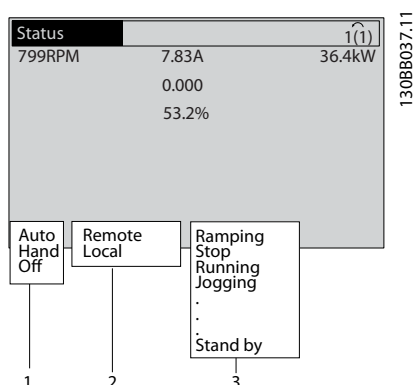 Status 1(1)
799RPM 7.83A 36.4kW
0.000
53.2%
Auto
Hand
Off
Remote
Local
Ramping
Stop
Running
Jogging
.
.
.
Stand by
1 2 3
130BB037.11